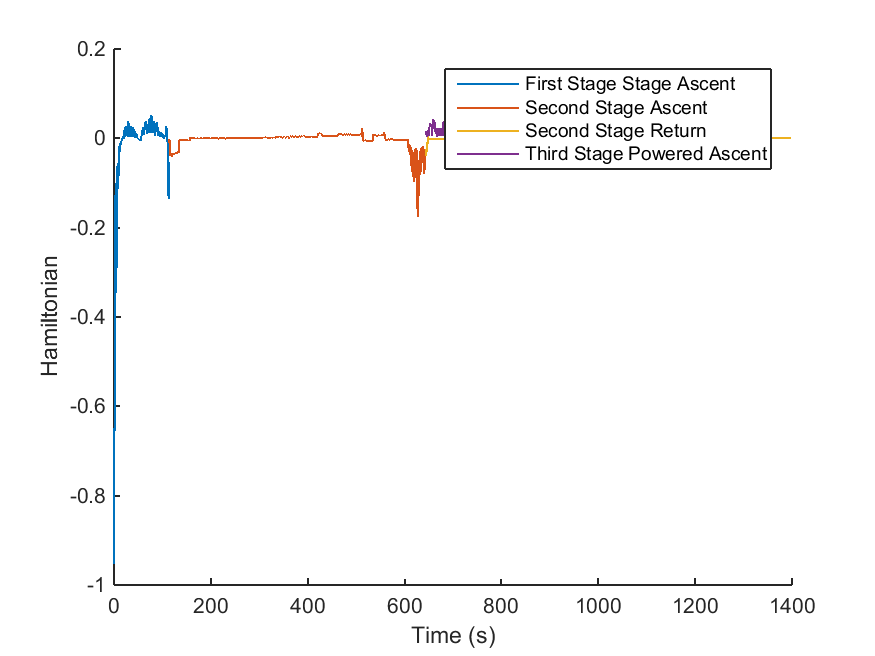 0.2
0
-0.2
-0.4
-0.6
-0.8
-1
Hamiltonian
First Stage Stage Ascent
Second Stage Ascent
Second Stage Return
Third Stage Powered Ascent
0 200 400 600 800 1000 1200 1400
Time (s)